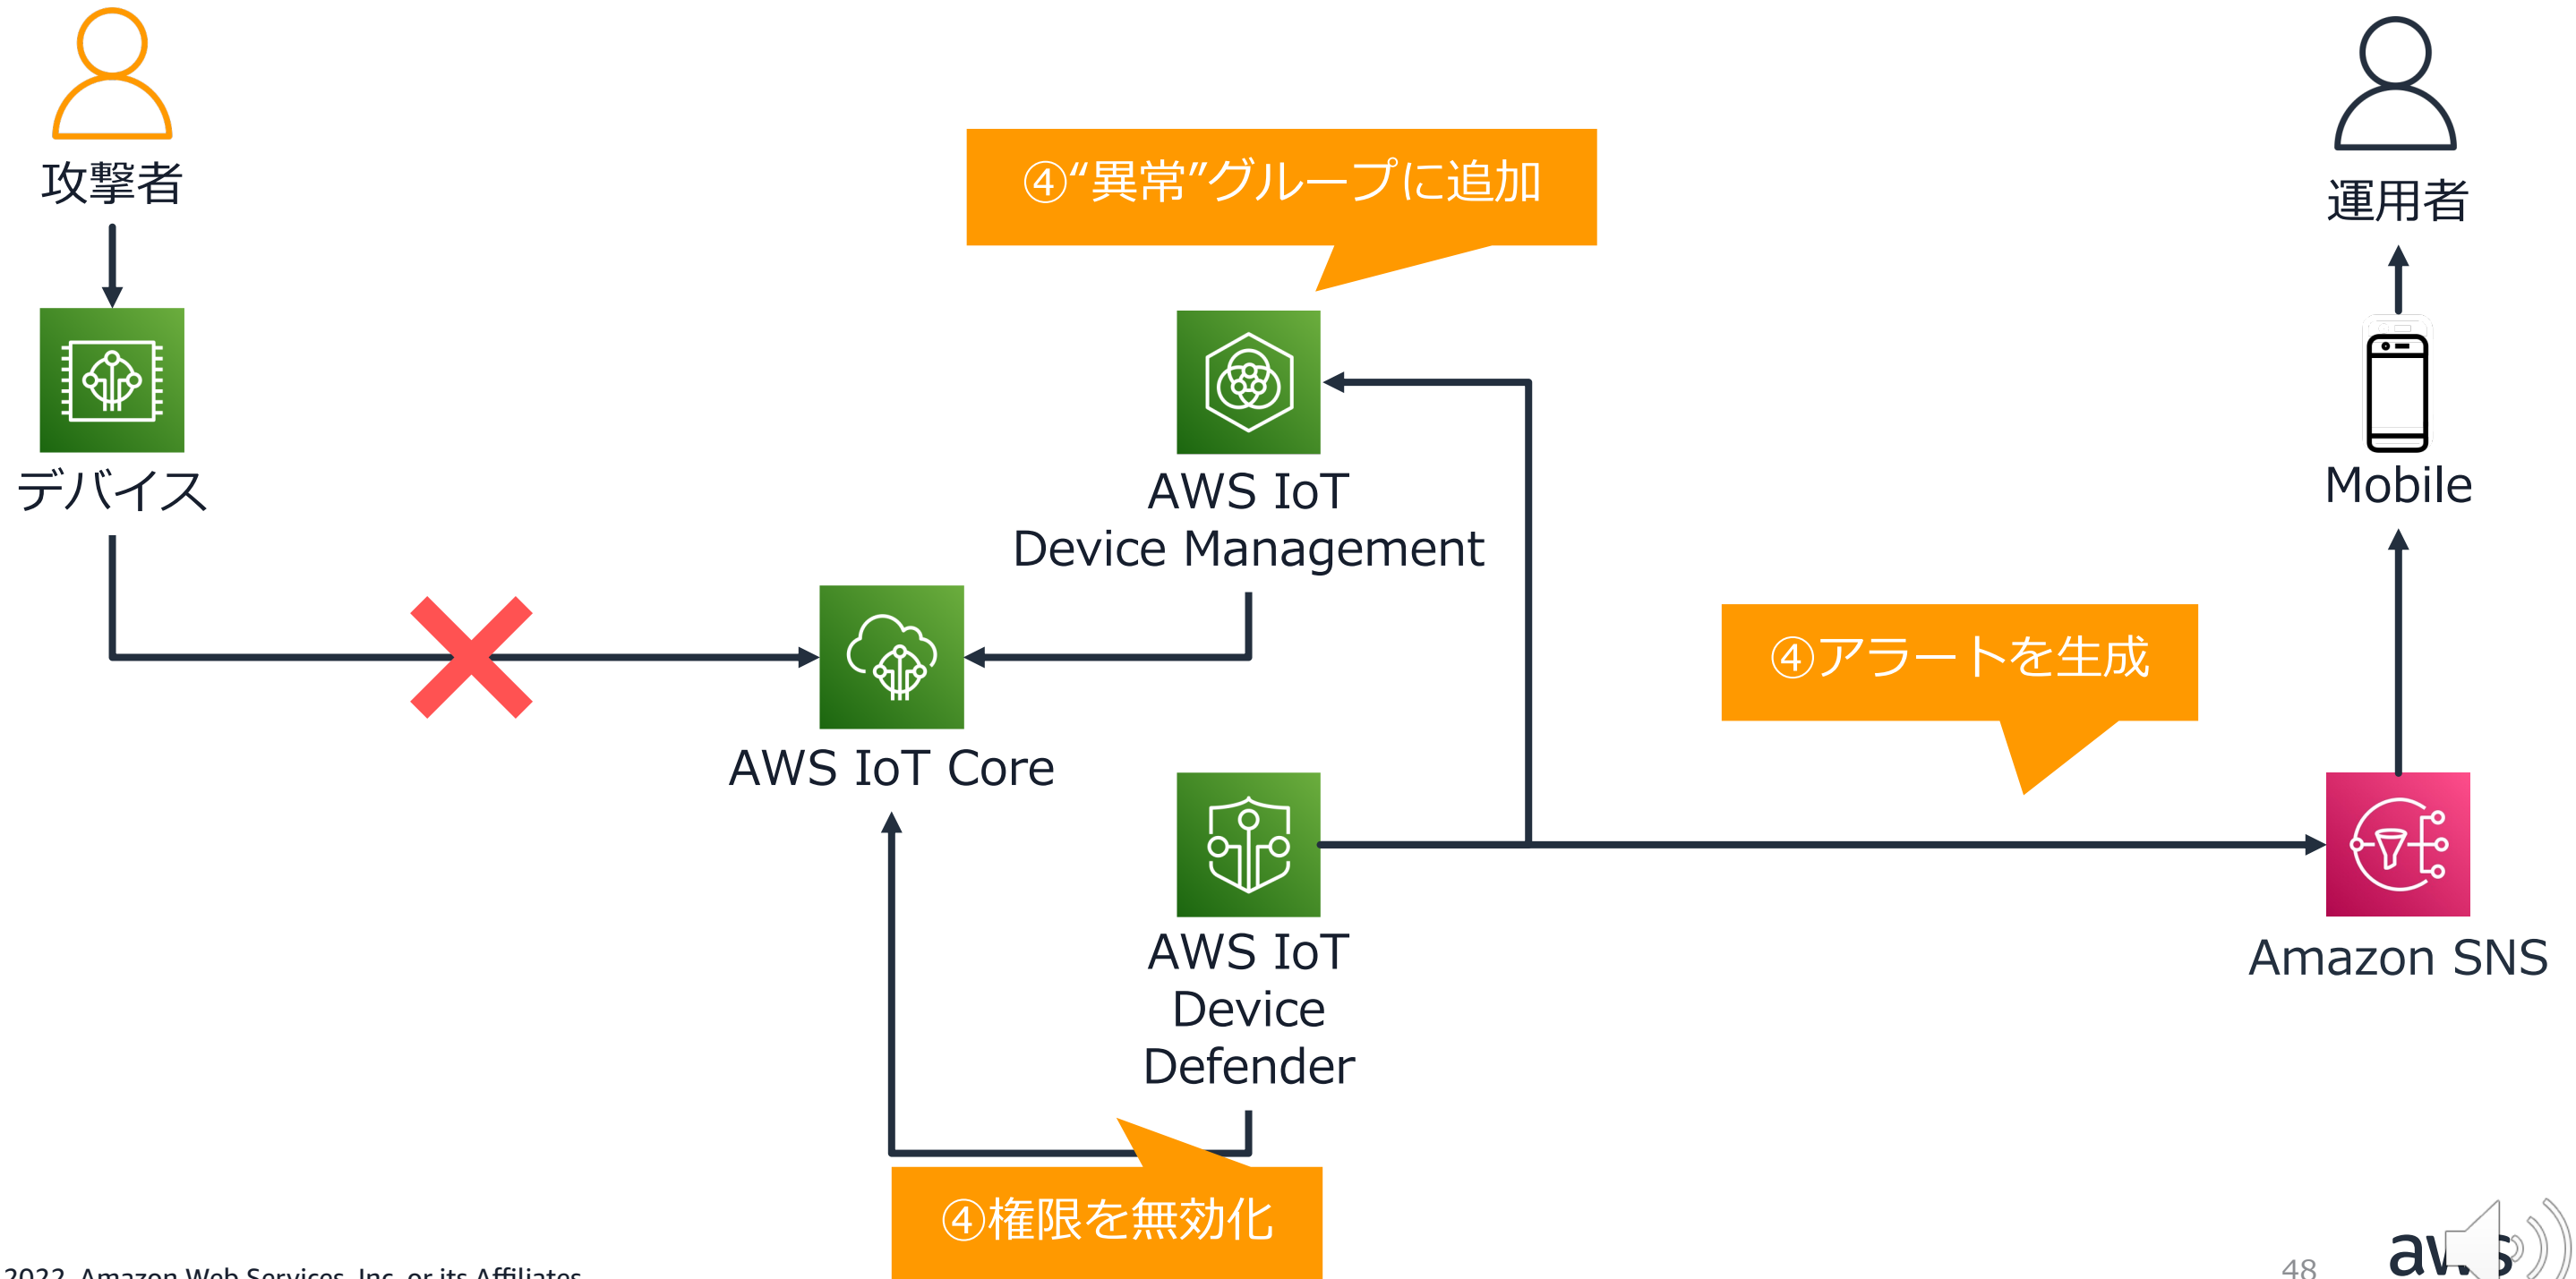 攻撃者
④“異常”グループに追加
運用者
デバイス
AWS IoT
Device Management
Mobile
④アラートを生成
AWS IoT Core
AWS IoT
Device
Defender
Amazon SNS
④権限を無効化
2022, Amazon Web Services, Inc. or its Affiliates
48
aws